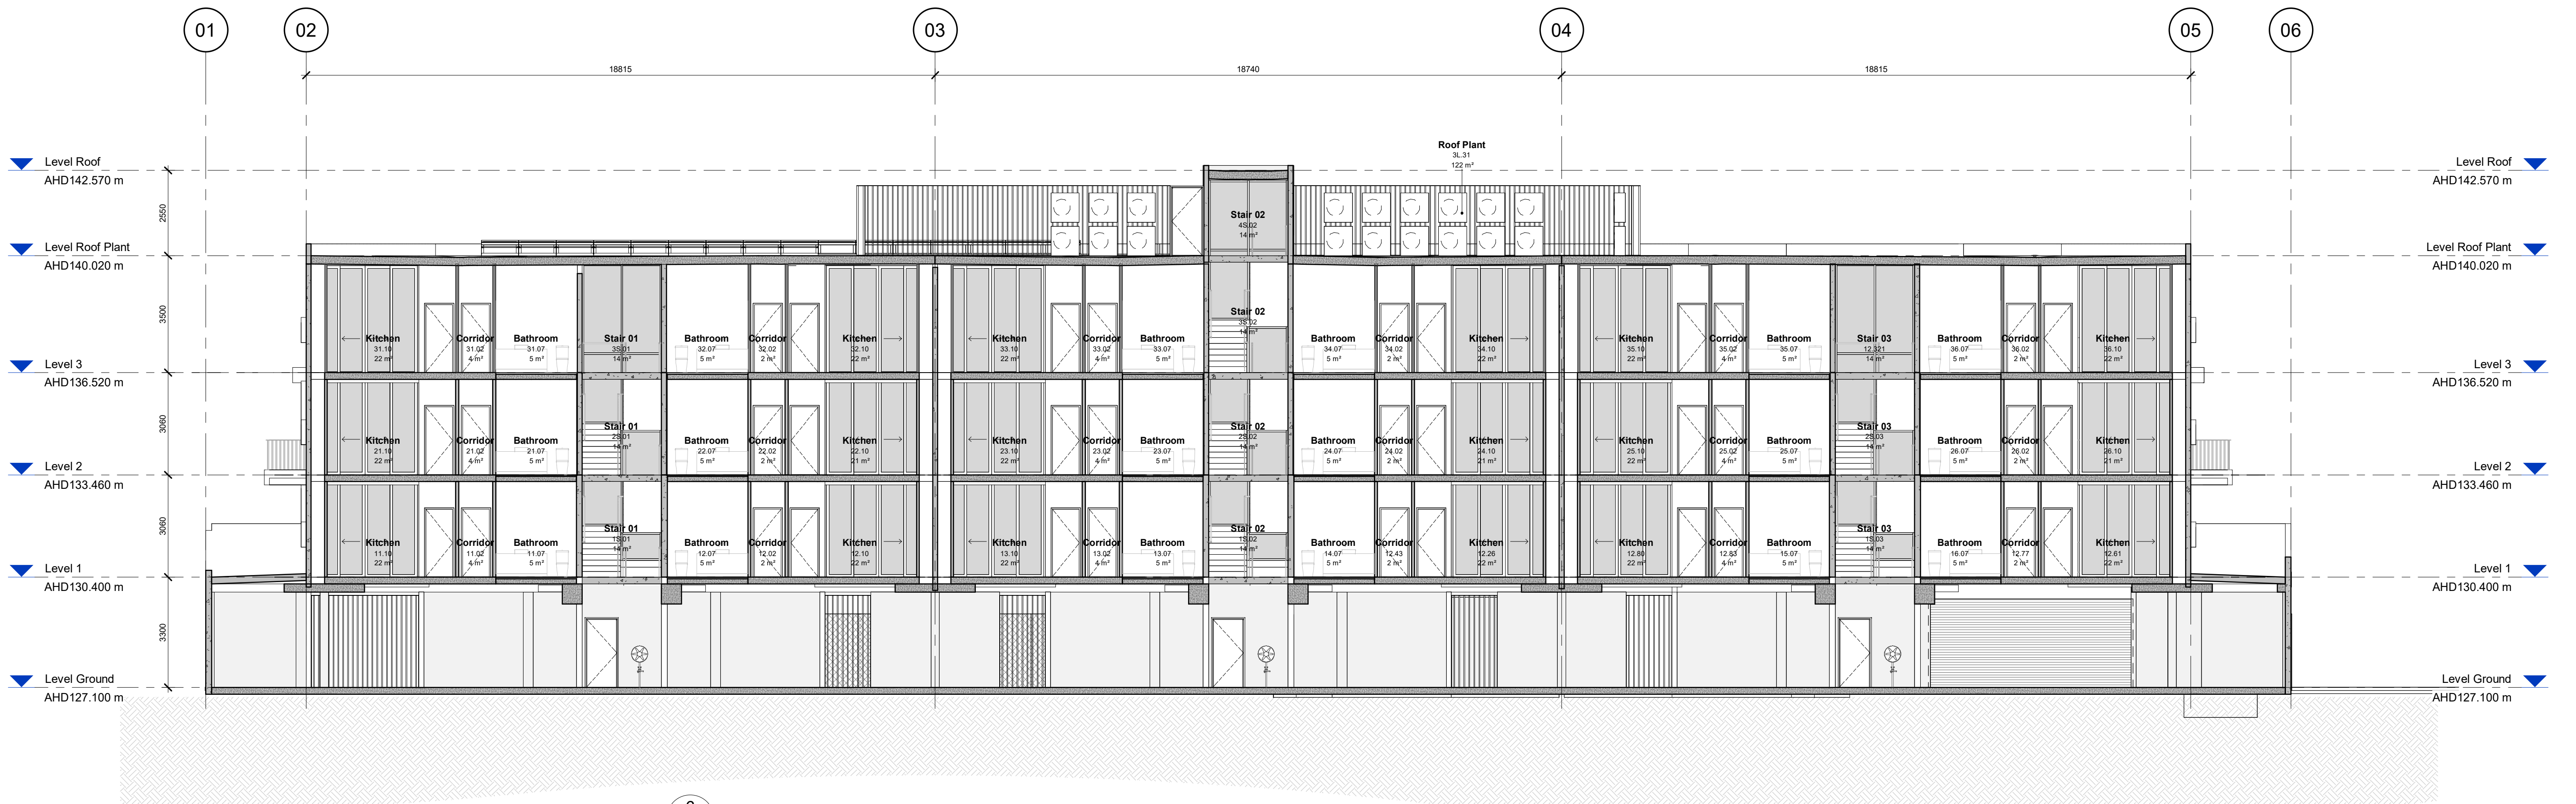 01
02
03
04
05
06
18815
18740
18815
Roof Plant
3L.31
122 m²
Level Roof
AHD142.570 m
Level Roof
AHD142.570 m
2550
Stair 02
4S.02
14 m²
Level Roof Plant
AHD140.020 m
Level Roof Plant
AHD140.020 m
3500
Stair 02
3S.02
14 m²
Kitchen
31.10
22 m²
Corridor
31.02
4 m²
Bathroom
31.07
5 m²
Stair 01
3S.01
14 m²
Bathroom
32.07
5 m²
Corridor
32.02
2 m²
Kitchen
32.10
22 m²
Kitchen
33.10
22 m²
Corridor
33.02
4 m²
Bathroom
33.07
5 m²
Bathroom
34.07
5 m²
Corridor
34.02
2 m²
Kitchen
34.10
22 m²
Kitchen
35.10
22 m²
Corridor
35.02
4 m²
Bathroom
35.07
5 m²
Stair 03
12.321
14 m²
Bathroom
36.07
5 m²
Corridor
36.02
2 m²
Kitchen
36.10
22 m²
Level 3
AHD136.520 m
Level 3
AHD136.520 m
3060
Kitchen
21.10
22 m²
Corridor
21.02
4 m²
Bathroom
21.07
5 m²
Stair 01
2S.01
14 m²
Bathroom
22.07
5 m²
Corridor
22.02
2 m²
Kitchen
22.10
21 m²
Kitchen
23.10
22 m²
Corridor
23.02
4 m²
Bathroom
23.07
5 m²
Stair 02
2S.02
14 m²
Bathroom
24.07
5 m²
Corridor
24.02
2 m²
Kitchen
24.10
21 m²
Kitchen
25.10
22 m²
Corridor
25.02
4 m²
Bathroom
25.07
5 m²
Stair 03
2S.03
14 m²
Bathroom
26.07
5 m²
Corridor
26.02
2 m²
Kitchen
26.10
21 m²
Level 2
AHD133.460 m
Level 2
AHD133.460 m
3060
Kitchen
11.10
22 m²
Corridor
11.02
4 m²
Bathroom
11.07
5 m²
Stair 01
1S.01
14 m²
Bathroom
12.07
5 m²
Corridor
12.02
2 m²
Kitchen
12.10
22 m²
Kitchen
13.10
22 m²
Corridor
13.02
4 m²
Bathroom
13.07
5 m²
Stair 02
1S.02
14 m²
Bathroom
14.07
5 m²
Corridor
12.43
2 m²
Kitchen
12.26
22 m²
Kitchen
12.80
22 m²
Corridor
12.83
4 m²
Bathroom
15.07
5 m²
Stair 03
1S.03
14 m²
Bathroom
16.07
5 m²
Corridor
12.77
2 m²
Kitchen
12.61
22 m²
Level 1
AHD130.400 m
Level 1
AHD130.400 m
3300
Level Ground
AHD127.100 m
Level Ground
AHD127.100 m